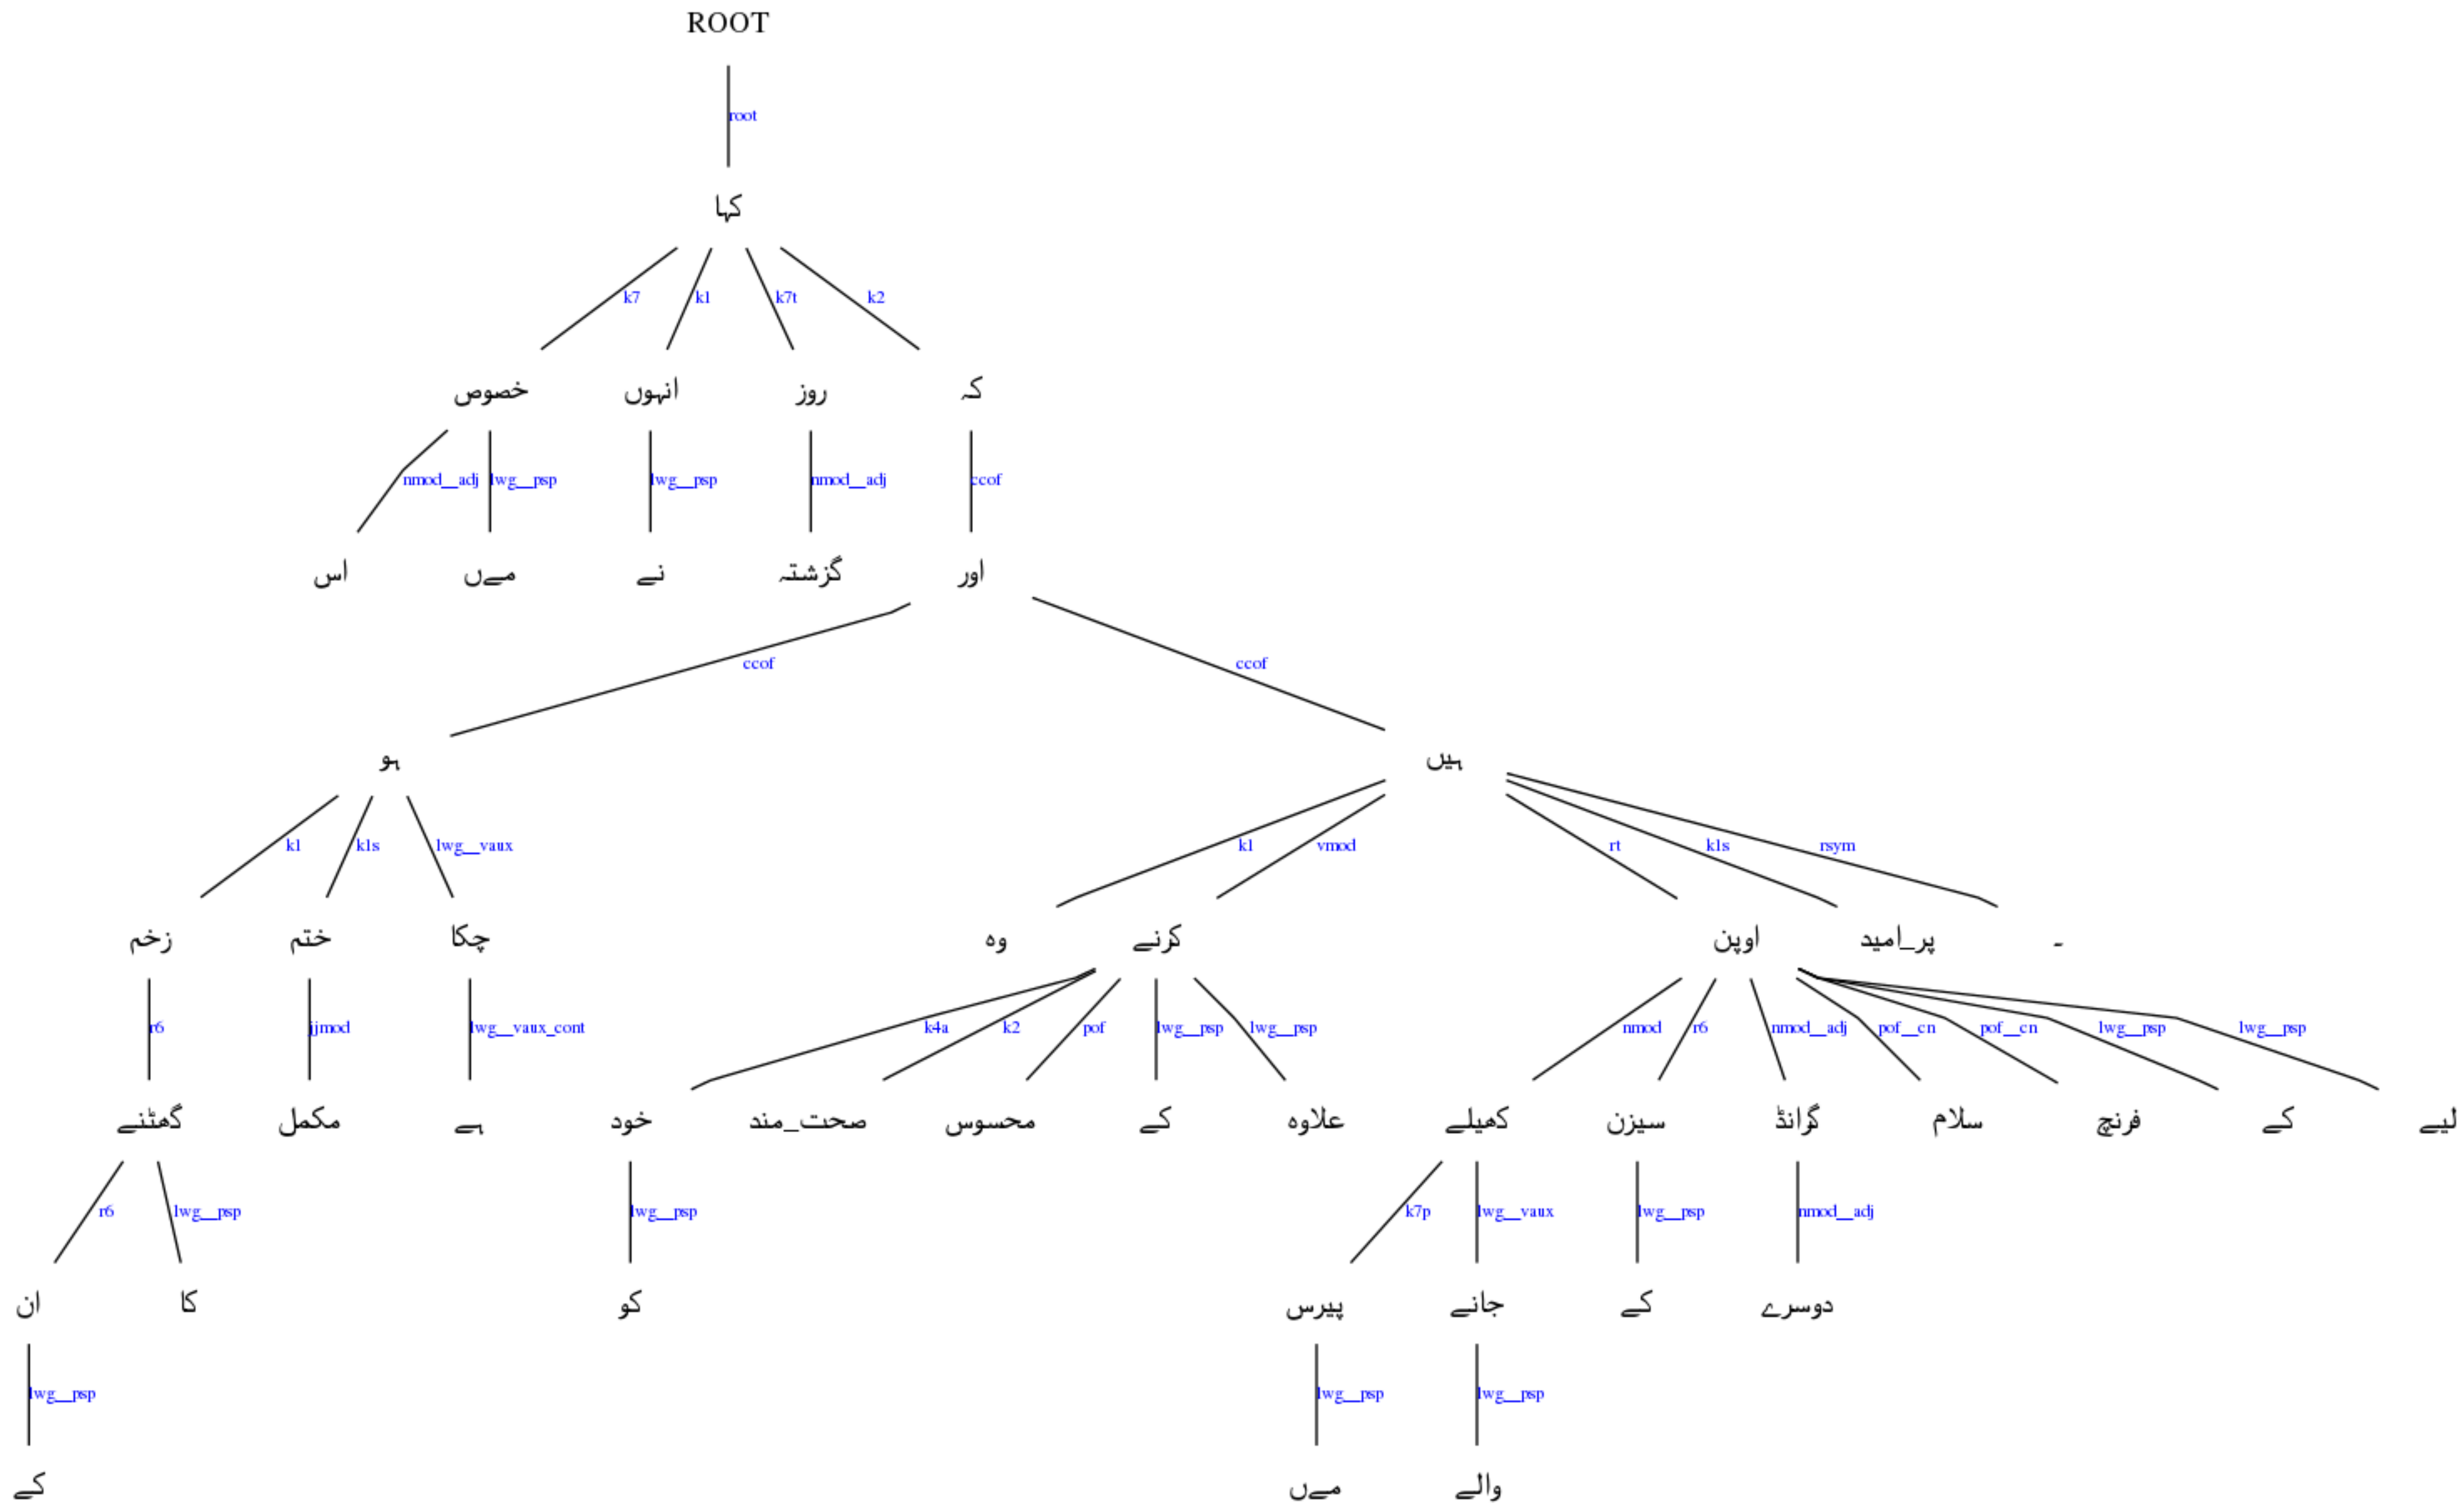 ROOT
root
کہا
k7 k1 k7t k2
خصوص انہوں روز کہ
nmod__adj lwg__psp lwg__psp nmod__adj ccof
اس مےں نے گزشتہ اور
ccof ccof
ہو ہیں
k1 k1s lwg__vaux k1 vmod rt k1s rsym
زخم ختم چکا وہ کرنے اوپن پر_امید ۔
r6 jjmod lwg__vaux_cont k4a k2 pof lwg__psp lwg__psp nmod r6 nmod__adj pof__cn pof__cn lwg__psp lwg__psp
گھٹنے مکمل ہے خود صحت_مند محسوس کے علاوہ کھیلے سیزن گرانڈ سلام فرنچ کے لیے
r6 lwg__psp lwg__psp k7p lwg__vaux lwg__psp nmod__adj
ان کا کو پیرس جانے کے دوسرے
lwg__psp lwg__psp lwg__psp
کے مےں والے